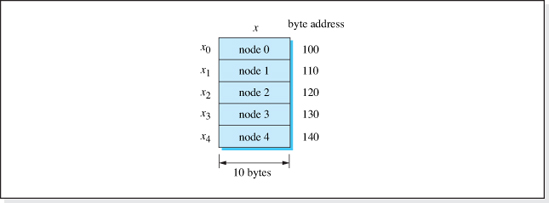 x byte address
x0 node 0 100
x1 node 1 110
x2 node 2 120
x3 node 3 130
x4 node 4 140
10 bytes